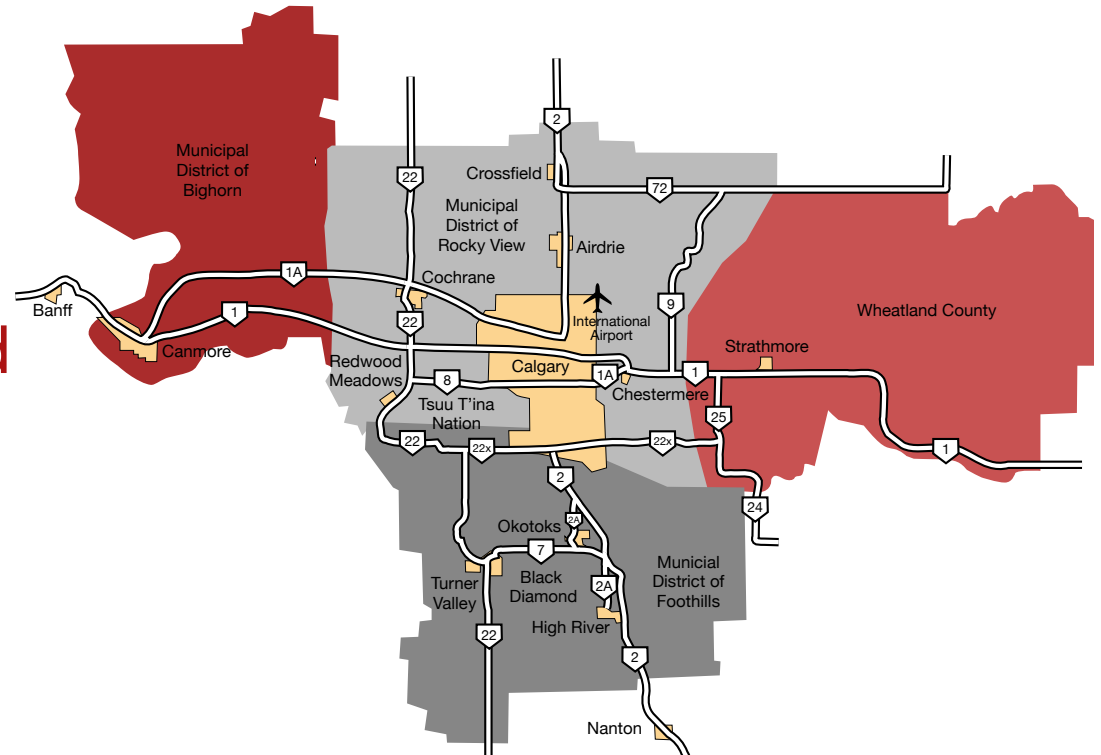 2
Municipal
District of
Bighorn
22
Crossfield
72
Municipal
District of
Rocky View
Airdrie
1A
Cochrane
Banff
1
22
9
International
Airport
Wheatland County
Canmore
Redwood
Meadows
8
Calgary
1A
Chestermere
1
Strathmore
Tsuu T'ina
Nation
25
22
22x
22x
1
2
24
2A
Okotoks
7
Turner
Valley
Black
Diamond
2A
Municial
District of
Foothills
High River
22
2
Nanton